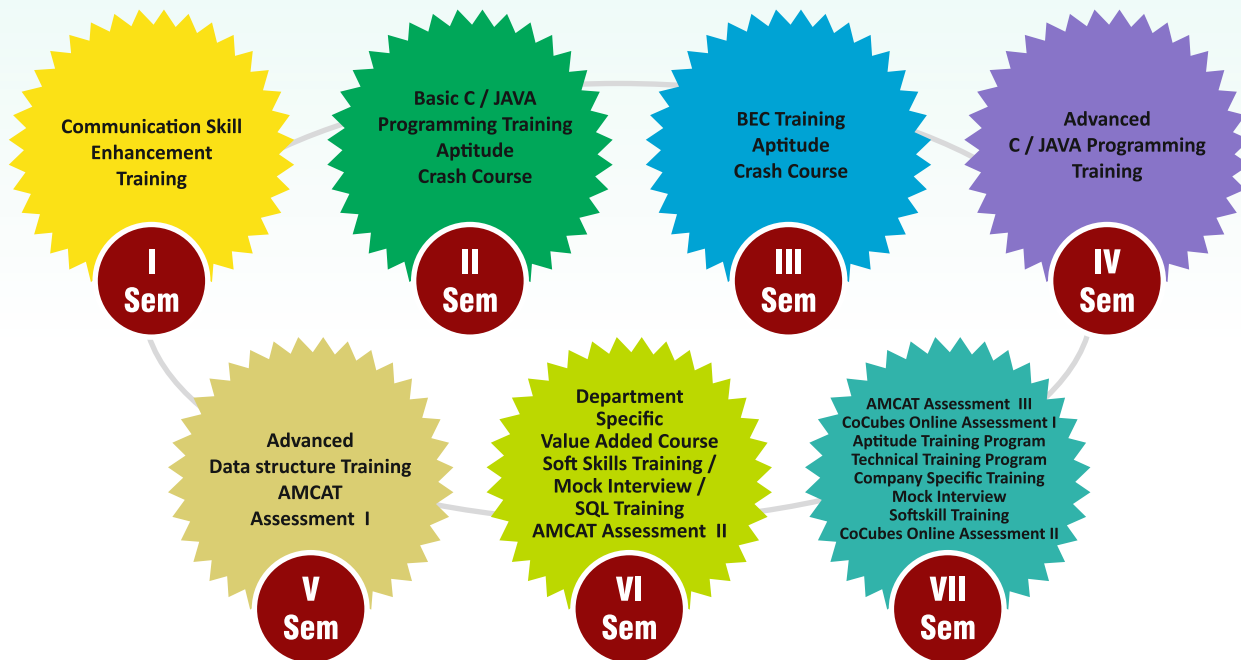 Communication Skill
Enhancement
Training
I
Sem
Basic C / JAVA
Programming Training
Aptitude
Crash Course
II
Sem
BEC Training
Aptitude
Crash Course
III
Sem
Advanced
C / JAVA Programming
Training
IV
Sem
Advanced
Data structure Training
AMCAT
Assessment I
V
Sem
Department
Specific
Value Added Course
Soft Skills Training /
Mock Interview /
SQL Training
AMCAT Assessment II
VI
Sem
AMCAT Assessment III
CoCubes Online Assessment I
Aptitude Training Program
Technical Training Program
Company Specific Training
Mock Interview
Softskill Training
CoCubes Online Assessment II
VII
Sem